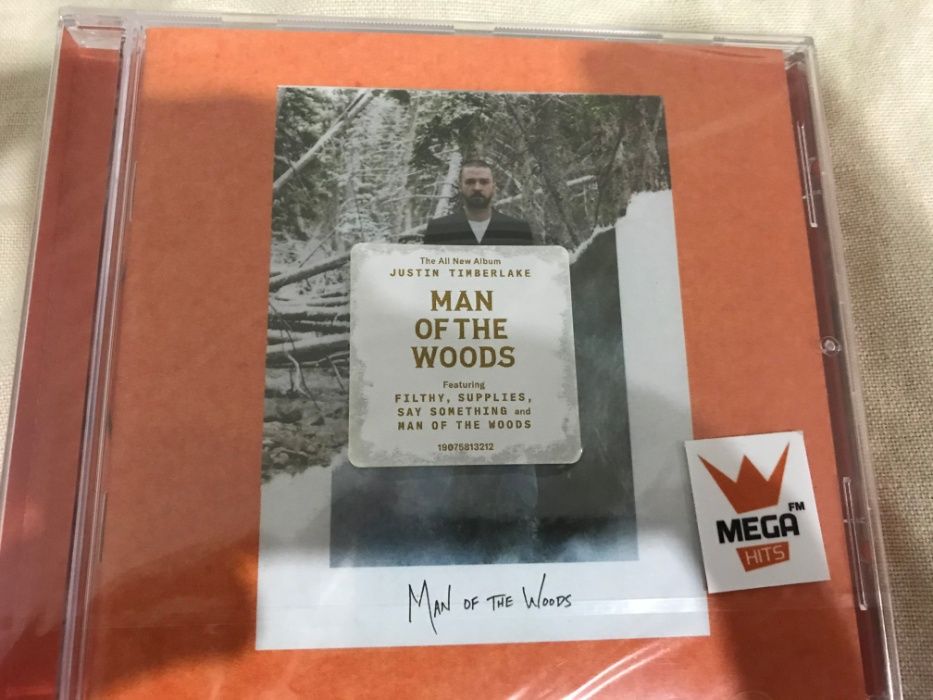 The All New Album
JUSTIN TIMBERLAKE
MAN
OF THE
WOODS
Featuring
FILTHY, SUPPLIES,
SAY SOMETHING and
MAN OF THE WOODS
19075813212
MEGA FM
HITS
MAN OF THE WOODS